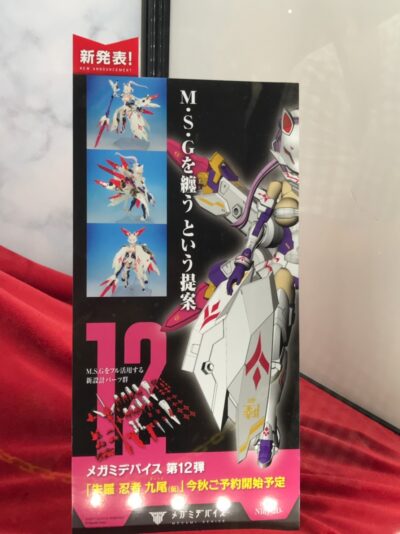 新発表!
NEW ANNOUNCEMENT
M・S・Gを纏う という提案
12
M.S.Gをフル活用する
新設計パーツ群
メガミデバイス 第12弾
「朱羅 忍者 九尾(仮)」今秋ご予約開始予定
メガミデバイス
MEGAMI DEVICE